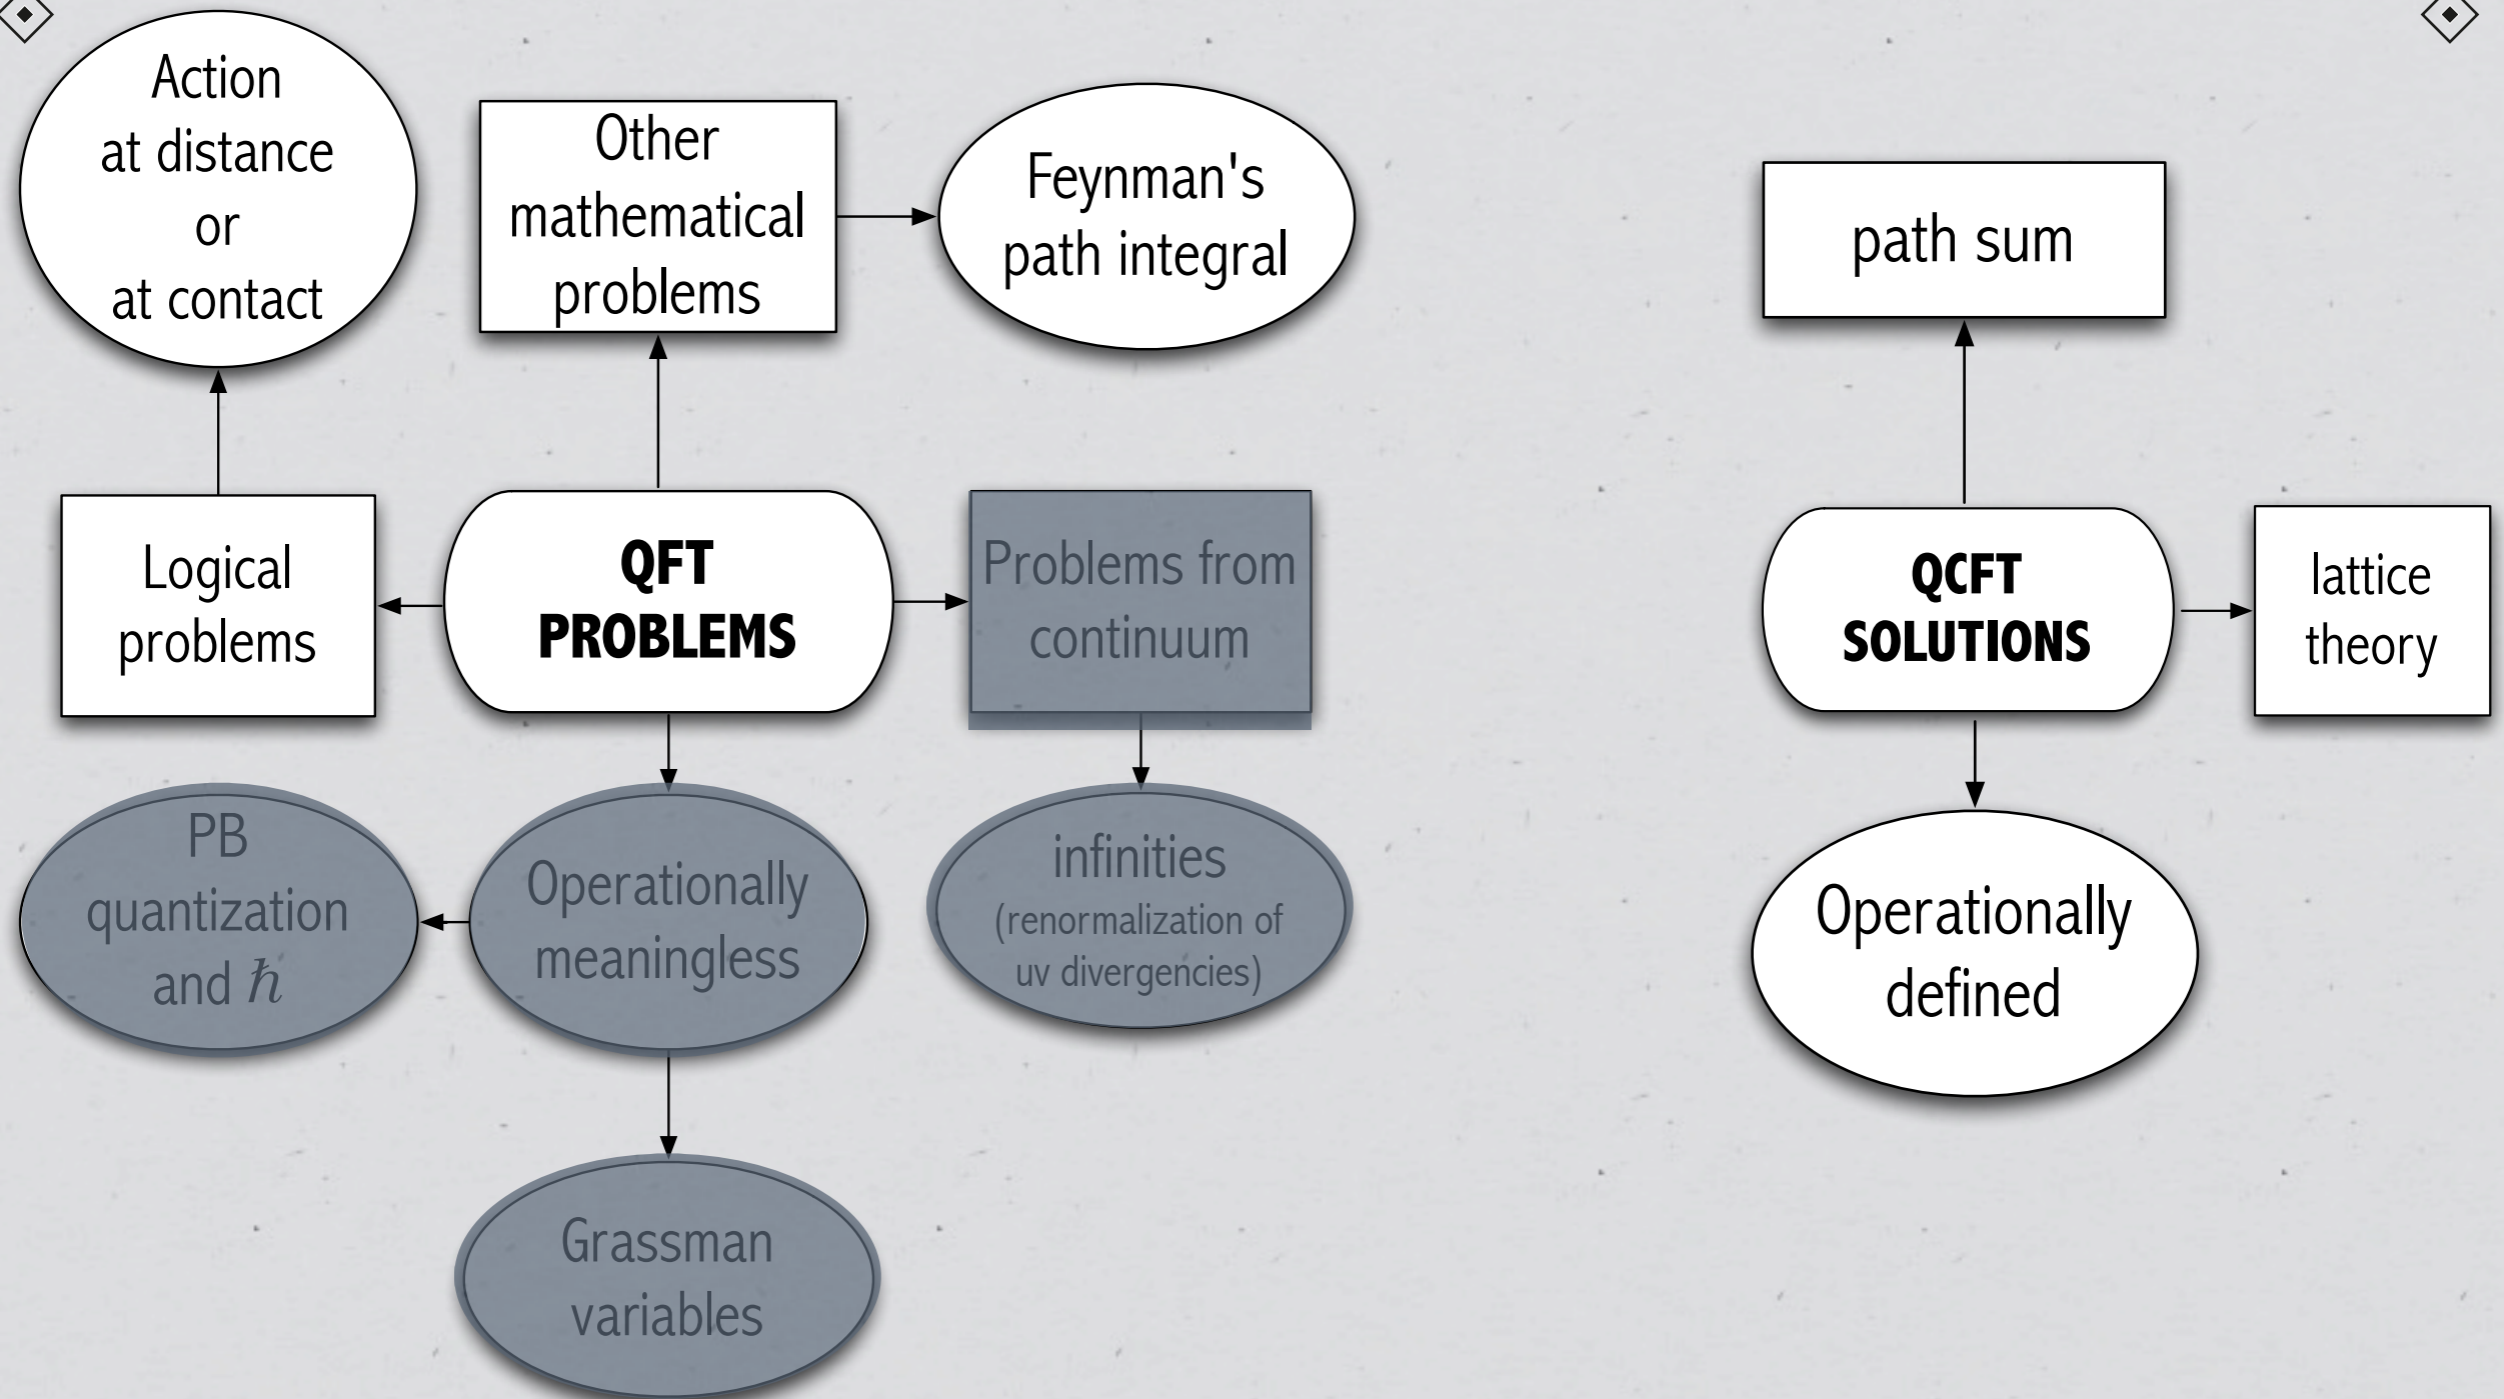 Action
at distance
or
at contact
Other
mathematical
problems
Feynman's
path integral
path sum
Logical
problems
QFT
PROBLEMS
Problems from
continuum
QCFT
SOLUTIONS
lattice
theory
PB
quantization
and ℏ
Operationally
meaningless
infinities
(renormalization of
uv divergencies)
Operationally
defined
Grassman
variables